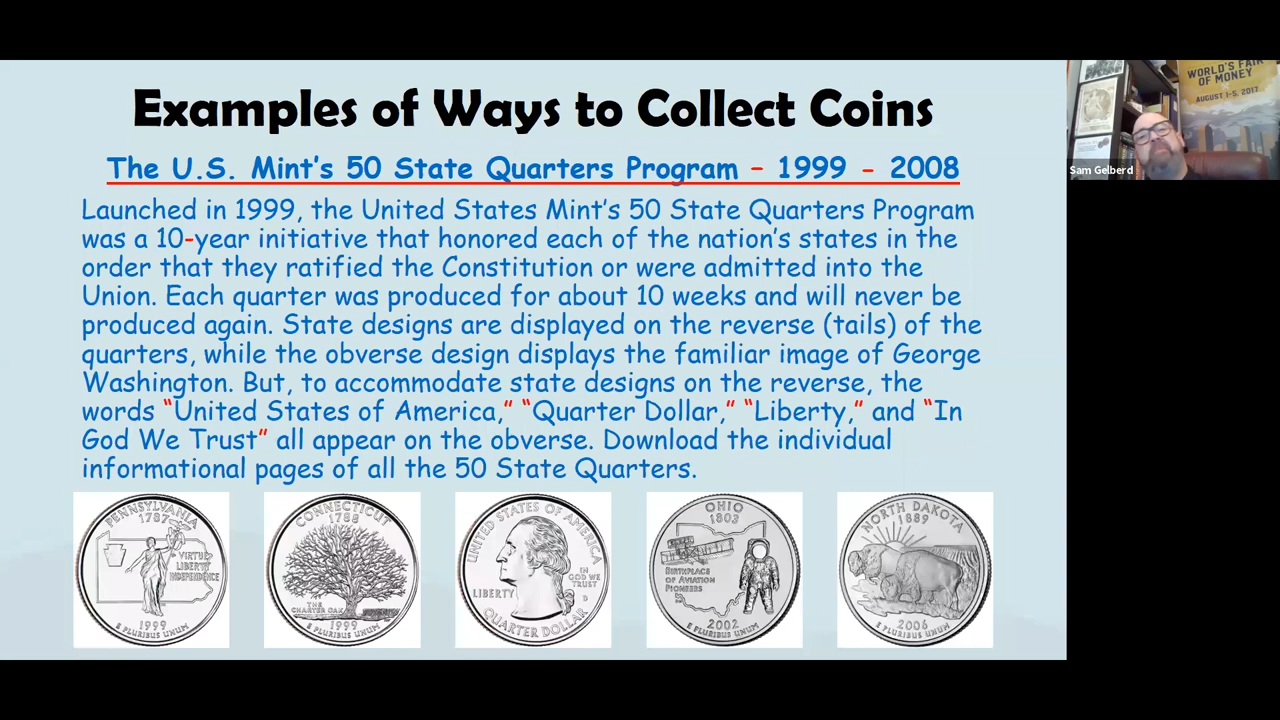 Examples of Ways to Collect Coins
The U.S. Mint's 50 State Quarters Program – 1999 - 2008
Launched in 1999, the United States Mint's 50 State Quarters Program
was a 10-year initiative that honored each of the nation's states in the
order that they ratified the Constitution or were admitted into the
Union. Each quarter was produced for about 10 weeks and will never be
produced again. State designs are displayed on the reverse (tails) of the
quarters, while the obverse design displays the familiar image of George
Washington. But, to accommodate state designs on the reverse, the
words “United States of America,” “Quarter Dollar,” “Liberty,” and “In
God We Trust” all appear on the obverse. Download the individual
informational pages of all the 50 State Quarters.
PENNSYLVANIA
1787
VIRTUE
LIBERTY
INDEPENDENCE
1999
E PLURIBUS UNUM
CONNECTICUT
1788
THE
CHARTER OAK
1999
E PLURIBUS UNUM
UNITED STATES OF AMERICA
IN
GOD WE
TRUST
LIBERTY
D
QUARTER DOLLAR
OHIO
1803
BIRTHPLACE
OF AVIATION
PIONEERS
2002
E PLURIBUS UNUM
NORTH DAKOTA
1889
2006
E PLURIBUS UNUM
WORLD'S FAIR
OF MONEY
AUGUST 1-5, 2017
Sam Gelberd